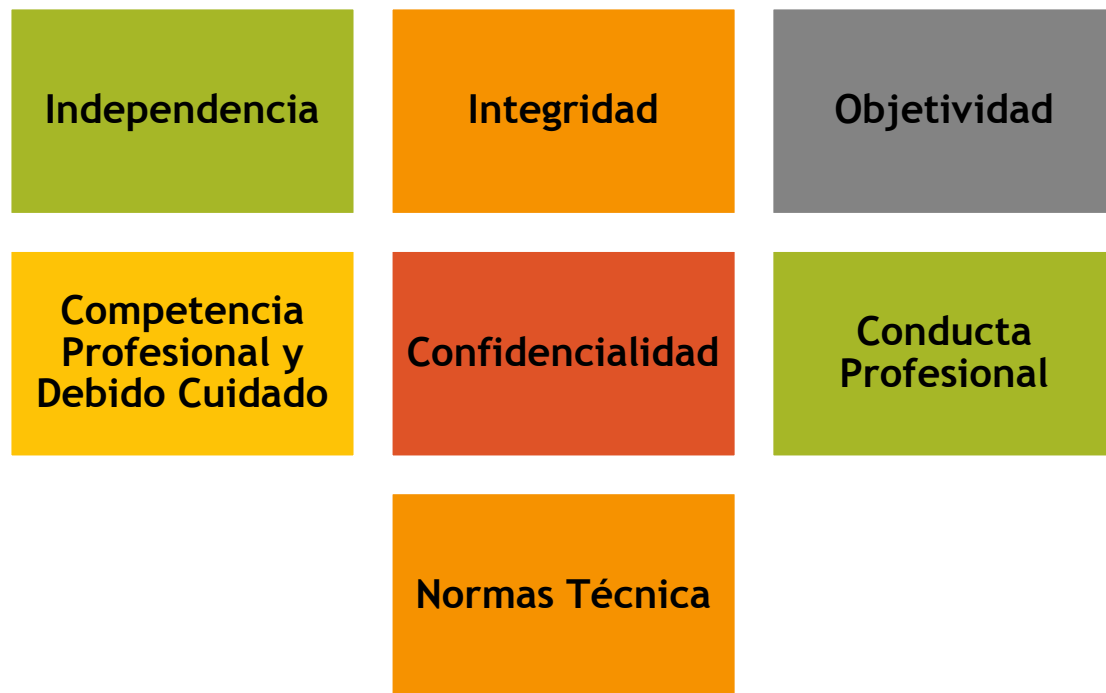 Independencia
Integridad
Objetividad
Competencia
Profesional y
Debido Cuidado
Confidencialidad
Conducta
Profesional
Normas Técnica